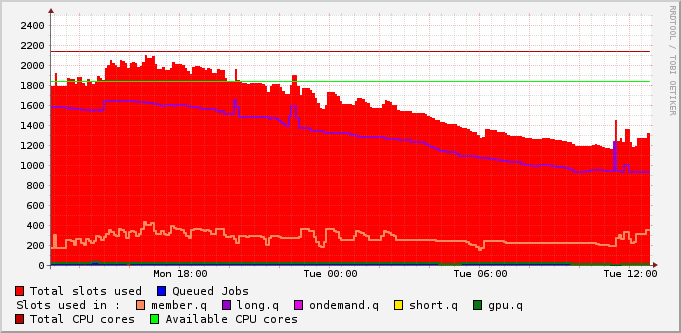 2400
2200
2000
1800
1600
1400
1200
1000
800
600
400
200
0
Mon 18:00 Tue 00:00 Tue 06:00 Tue 12:00
Total slots used Queued Jobs
Slots used in : member.q long.q ondemand.q short.q gpu.q
Total CPU cores Available CPU cores
RRDTOOL / TOBI OETIKER